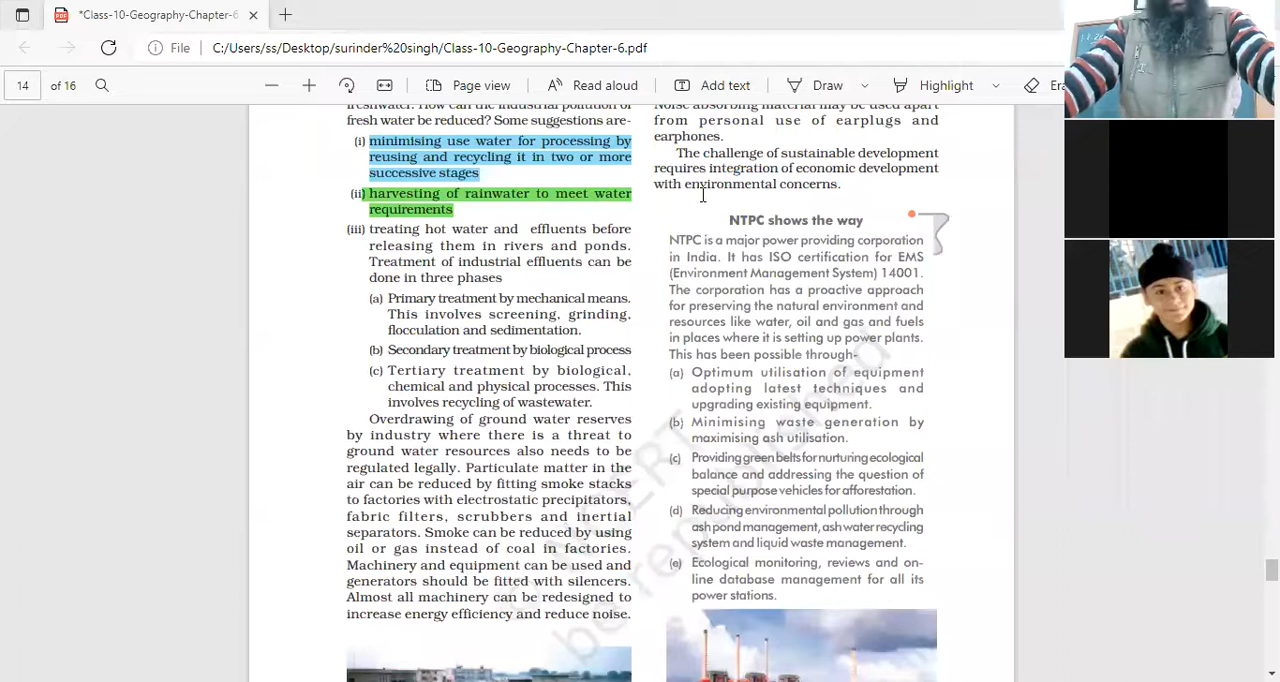 *Class-10-Geography-Chapter-6
File
C:/Users/ss/Desktop/surinder%20singh/Class-10-Geography-Chapter-6.pdf
14 of 16
Page view
Read aloud
Add text
Draw
Highlight
freshwater. How can the industrial pollution of
fresh water be reduced? Some suggestions are-
(i) minimising use water for processing by
reusing and recycling it in two or more
successive stages
(ii) harvesting of rainwater to meet water
requirements
(iii) treating hot water and effluents before
releasing them in rivers and ponds.
Treatment of industrial effluents can be
done in three phases
(a) Primary treatment by mechanical means.
This involves screening, grinding,
flocculation and sedimentation.
(b) Secondary treatment by biological process
(c) Tertiary treatment by biological,
chemical and physical processes. This
involves recycling of wastewater.
Overdrawing of ground water reserves
by industry where there is a threat to
ground water resources also needs to be
regulated legally. Particulate matter in the
air can be reduced by fitting smoke stacks
to factories with electrostatic precipitators,
fabric filters, scrubbers and inertial
separators. Smoke can be reduced by using
oil or gas instead of coal in factories.
Machinery and equipment can be used and
generators should be fitted with silencers.
Almost all machinery can be redesigned to
increase energy efficiency and reduce noise.
Noise absorbing material may be used apart
from personal use of earplugs and
earphones.
The challenge of sustainable development
requires integration of economic development
with environmental concerns.
NTPC shows the way
NTPC is a major power providing corporation
in India. It has ISO certification for EMS
(Environment Management System) 14001.
The corporation has a proactive approach
for preserving the natural environment and
resources like water, oil and gas and fuels
in places where it is setting up power plants.
This has been possible through-
(a) Optimum utilisation of equipment
adopting latest techniques and
upgrading existing equipment.
(b) Minimising waste generation by
maximising ash utilisation.
(c) Providing green belts for nurturing ecological
balance and addressing the question of
special purpose vehicles for afforestation.
(d) Reducing environmental pollution through
ash pond management, ash water recycling
system and liquid waste management.
(e) Ecological monitoring, reviews and on-
line database management for all its
power stations.
be republished